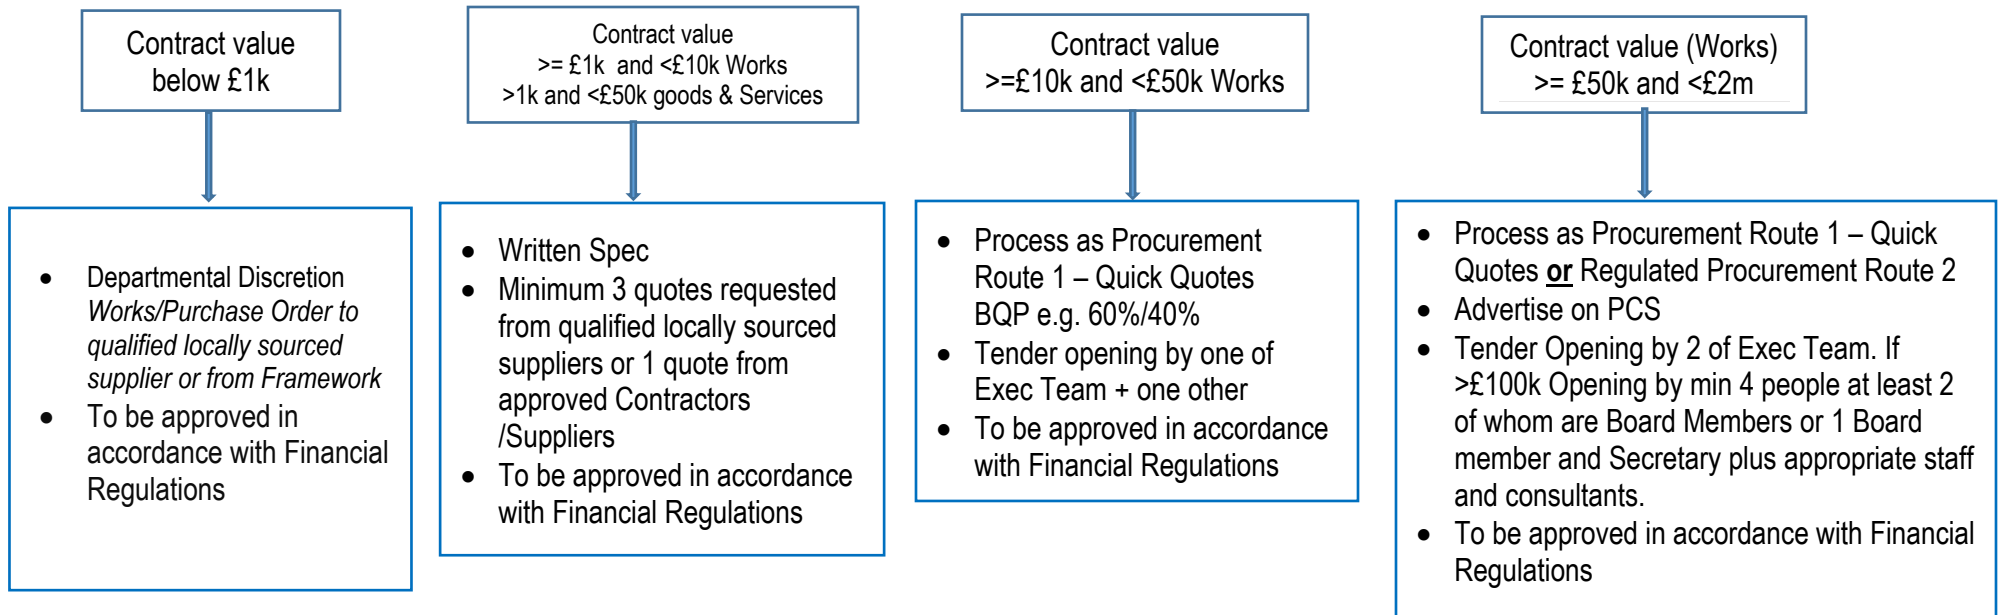 Contract value
below £1k
Contract value
>= £1k  and <£10k Works
>1k and <£50k goods & Services
Contract value
>=£10k and <£50k Works
Contract value (Works)
>= £50k and <£2m
• Departmental Discretion
Works/Purchase Order to
qualified locally sourced
supplier or from Framework
• To be approved in
accordance with Financial
Regulations
• Written Spec
• Minimum 3 quotes requested
from qualified locally sourced
suppliers or 1 quote from
approved Contractors
/Suppliers
• To be approved in accordance
with Financial Regulations
• Process as Procurement
Route 1 – Quick Quotes
BQP e.g. 60%/40%
• Tender opening by one of
Exec Team + one other
• To be approved in accordance
with Financial Regulations
• Process as Procurement Route 1 – Quick
Quotes or Regulated Procurement Route 2
• Advertise on PCS
• Tender Opening by 2 of Exec Team. If
>£100k Opening by min 4 people at least 2
of whom are Board Members or 1 Board
member and Secretary plus appropriate staff
and consultants.
• To be approved in accordance with Financial
Regulations